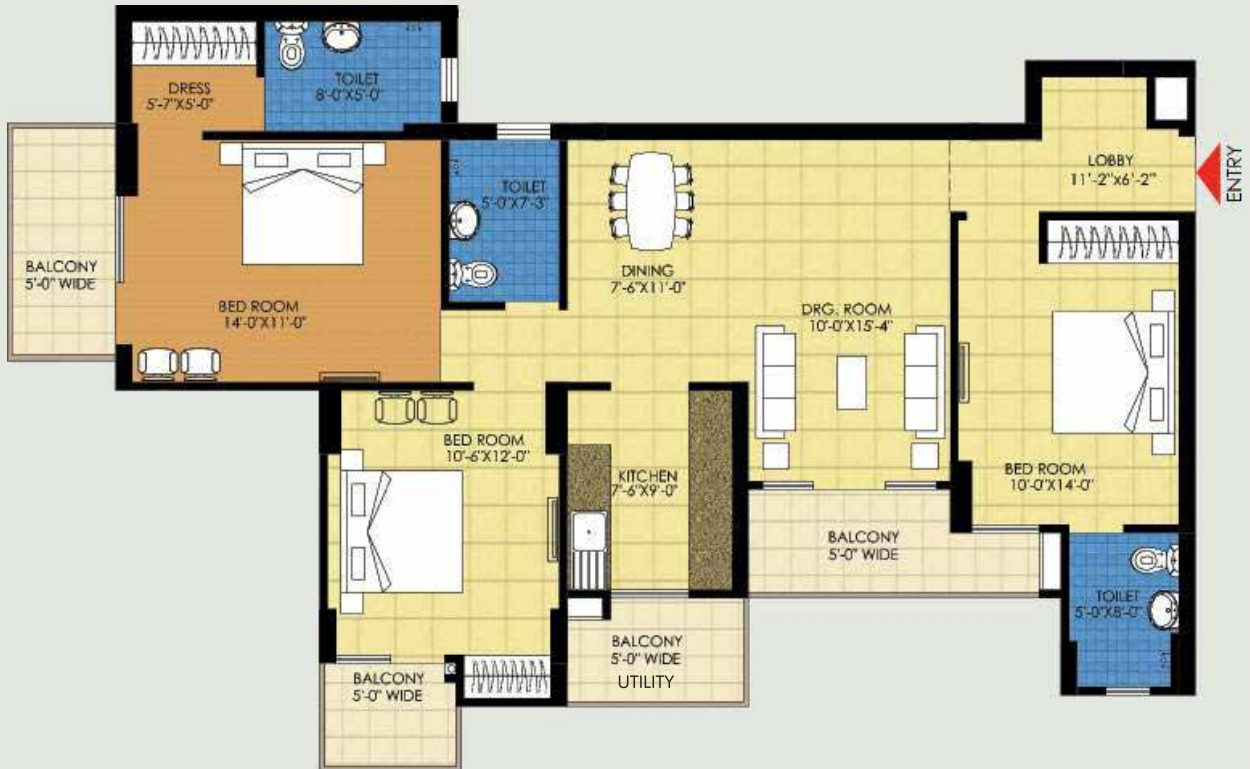 DRESS
5'-7"X5'-0"
TOILET
8'-0"X5'-0"
LOBBY
11'-2"x6'-2"
ENTRY
TOILET
5'-0"X7'-3"
BALCONY
5'-0" WIDE
BED ROOM
14'-0"X11'-0"
DINING
7'-6"X11'-0"
DRG. ROOM
10'-0"X15'-4"
BED ROOM
10'-6"X12'-0"
KITCHEN
7'-6"X9'-0"
BED ROOM
10'-0"X14'-0"
BALCONY
5'-0" WIDE
TOILET
5'-0"X8'-0"
BALCONY
5'-0" WIDE
UTILITY
BALCONY
5'-0" WIDE